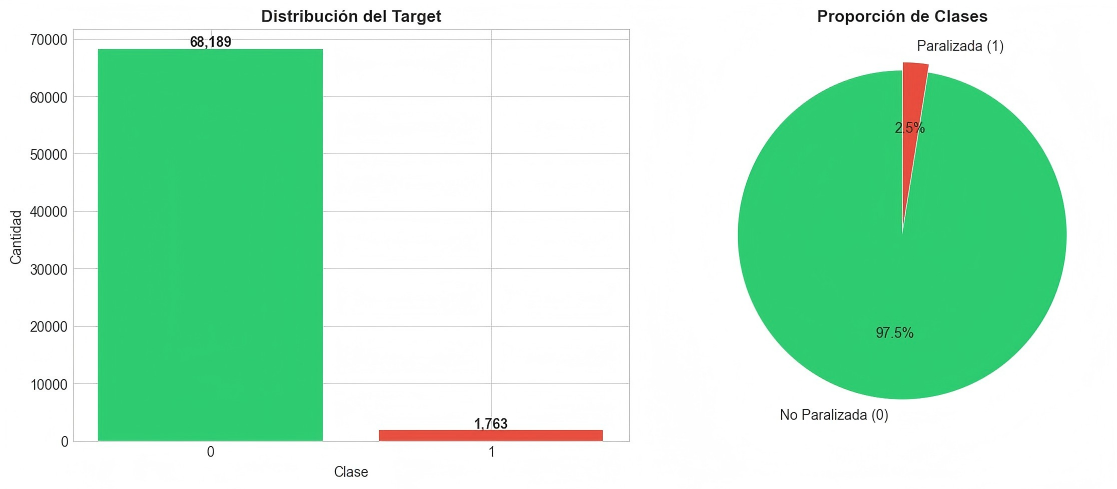 Distribución del Target
70000
60000
50000
40000
30000
20000
10000
0
Cantidad
68,189
1,763
0
1
Clase
Proporción de Clases
Paralizada (1)
2.5%
97.5%
No Paralizada (0)